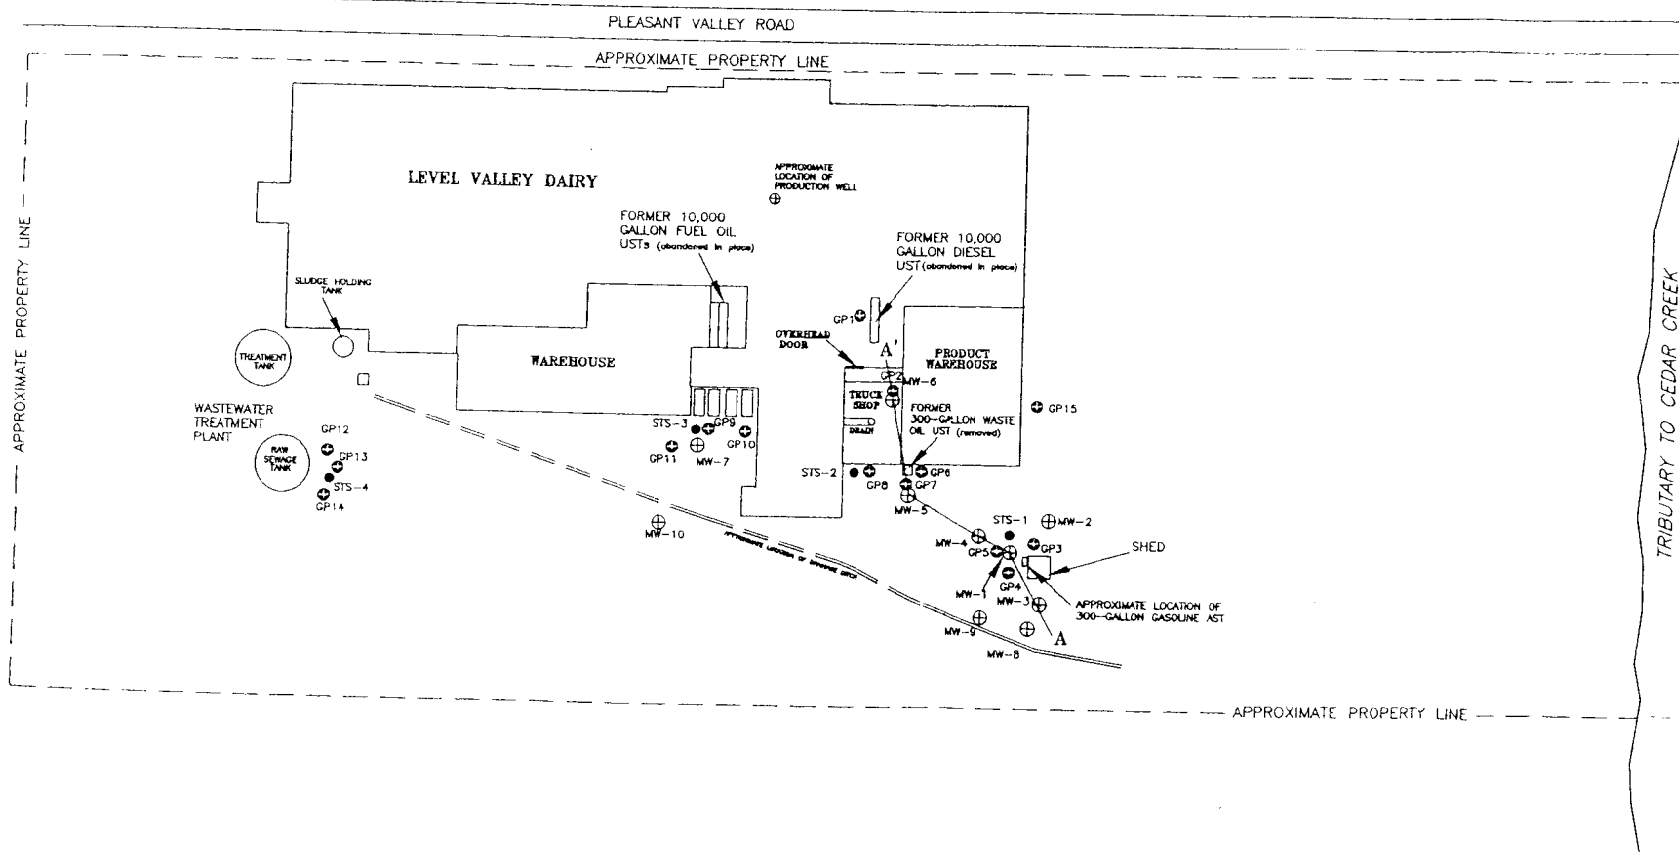 PLEASANT VALLEY ROAD
APPROXIMATE PROPERTY LINE
APPROXIMATE PROPERTY LINE
LEVEL VALLEY DAIRY
APPROXIMATE
LOCATION OF
PRODUCTION WELL
FORMER 10,000
GALLON FUEL OIL
USTs (abandoned in place)
FORMER 10,000
GALLON DIESEL
UST (abandoned in place)
SLUDGE HOLDING
TANK
TREATMENT
TANK
WAREHOUSE
GP1
OVERHEAD
DOOR
A'
PRODUCT
WAREHOUSE
GP2
MW-6
TRUCK
SHOP
FORMER
300-GALLON WASTE
OIL UST (removed)
DRAIN
GP15
WASTEWATER
TREATMENT
PLANT
RAW
SEWAGE
TANK
GP12
GP13
STS-4
GP14
STS-3
GP9
GP10
GP11
MW-7
STS-2
GP8
GP6
GP7
MW-5
MW-10
APPROXIMATE LOCATION OF DRAINAGE DITCH
STS-1
MW-2
MW-4
GP5
GP3
SHED
GP4
MW-1
MW-3
APPROXIMATE LOCATION OF
300-GALLON GASOLINE AST
MW-9
MW-8
A
APPROXIMATE PROPERTY LINE
TRIBUTARY TO CEDAR CREEK